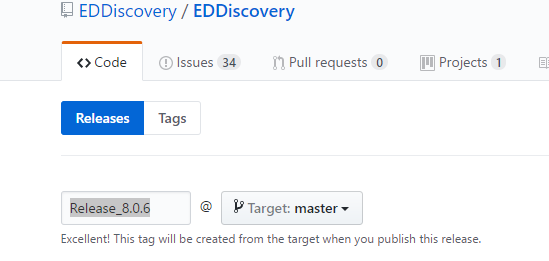 EDDiscovery / EDDiscovery
Code Issues 34 Pull requests 0 Projects 1
Releases Tags
Release_8.0.6 @ Target: master
Excellent! This tag will be created from the target when you publish this release.